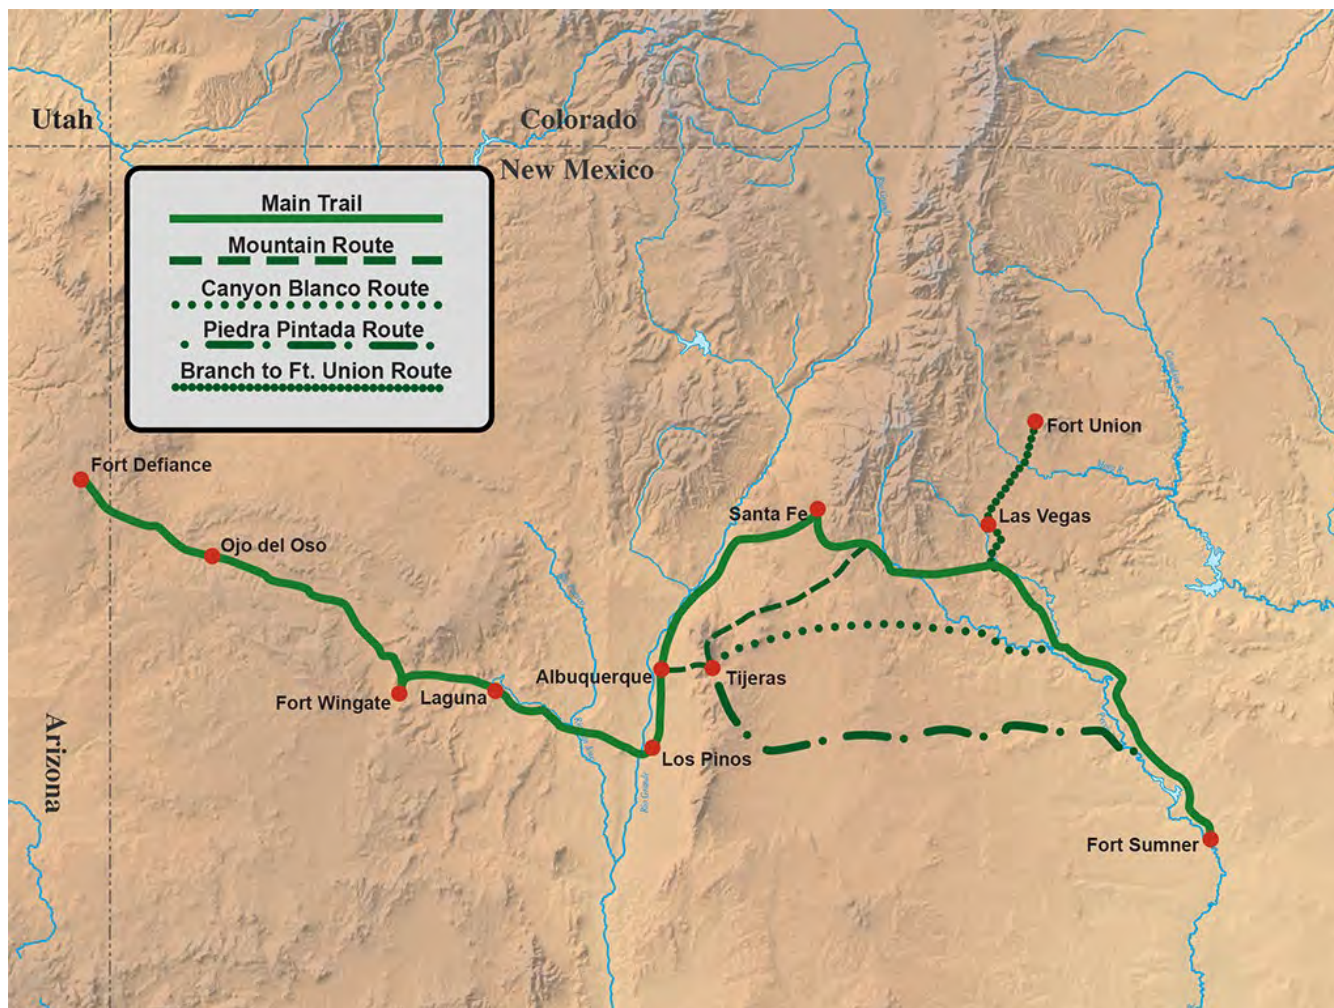 Utah
Colorado
New Mexico
Main Trail
Mountain Route
Canyon Blanco Route
Piedra Pintada Route
Branch to Ft. Union Route
Fort Defiance
Fort Union
Santa Fe
Las Vegas
Ojo del Oso
Albuquerque
Tijeras
Fort Wingate
Laguna
Los Pinos
Arizona
Rio Grande
Fort Sumner